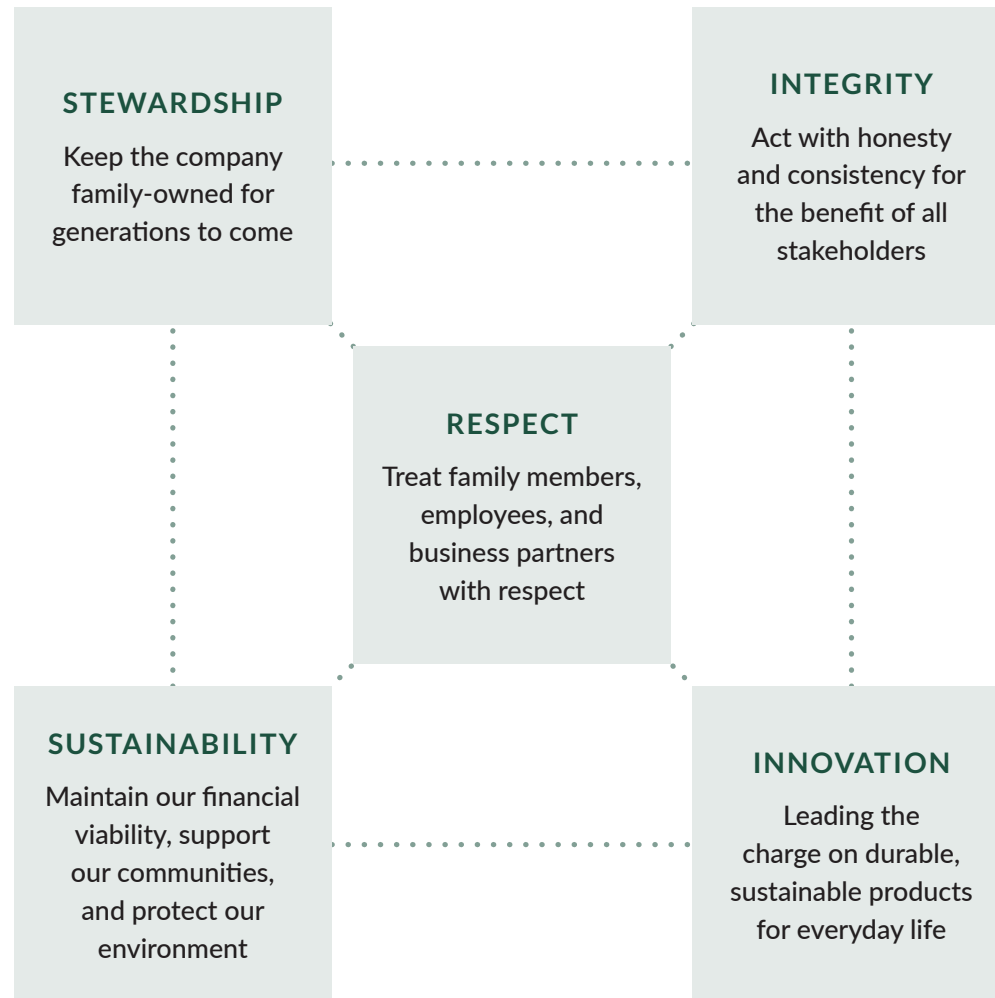 STEWARDSHIP
Keep the company
family-owned for
generations to come
INTEGRITY
Act with honesty
and consistency for
the benefit of all
stakeholders
RESPECT
Treat family members,
employees, and
business partners
with respect
SUSTAINABILITY
Maintain our financial
viability, support
our communities,
and protect our
environment
INNOVATION
Leading the
charge on durable,
sustainable products
for everyday life